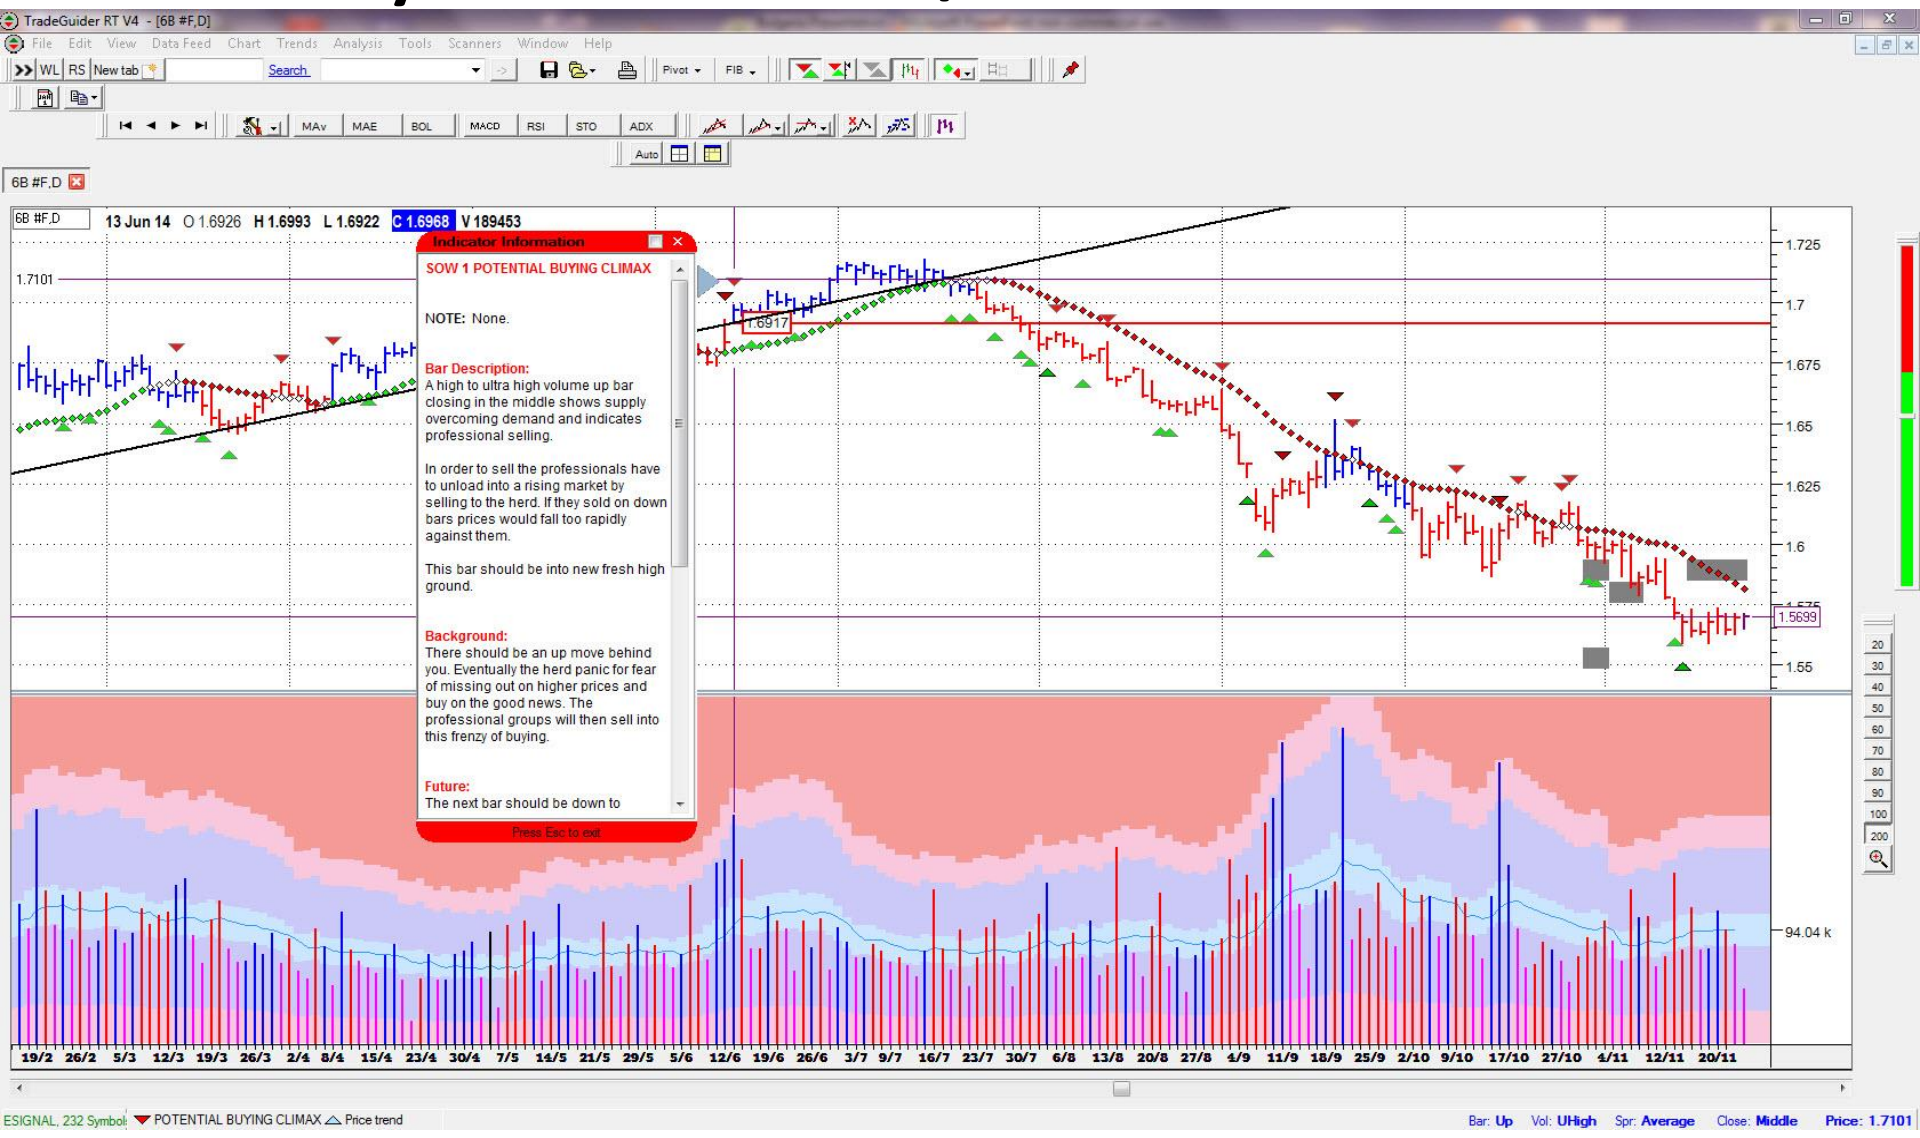 TradeGuider RT V4 - [6B #F,D]
File Edit View Data Feed Chart Trends Analysis Tools Scanners Window Help
WL RS New tab Search Pivot FIB
MAv MAE BOL MACD RSI STO ADX
Auto
6B #F,D
6B #F,D 13 Jun 14 O 1.6926 H 1.6993 L 1.6922 C 1.6968 V 189453
Indicator Information
SOW 1 POTENTIAL BUYING CLIMAX
NOTE: None.
Bar Description:
A high to ultra high volume up bar
closing in the middle shows supply
overcoming demand and indicates
professional selling.
In order to sell the professionals have
to unload into a rising market by
selling to the herd. If they sold on down
bars prices would fall too rapidly
against them.
This bar should be into new fresh high
ground.
Background:
There should be an up move behind
you. Eventually the herd panic for fear
of missing out on higher prices and
buy on the good news. The
professional groups will then sell into
this frenzy of buying.
Future:
The next bar should be down to
Press Esc to exit
1.7101
1.6917
1.725
1.7
1.675
1.65
1.625
1.6
1.575
1.5699
1.55
94.04 k
20
30
40
50
60
70
80
90
100
200
19/2 26/2 5/3 12/3 19/3 26/3 2/4 8/4 15/4 23/4 30/4 7/5 14/5 21/5 29/5 5/6 12/6 19/6 26/6 3/7 9/7 16/7 23/7 30/7 6/8 13/8 20/8 27/8 4/9 11/9 18/9 25/9 2/10 9/10 17/10 27/10 4/11 12/11 20/11
ESIGNAL, 232 Symbol POTENTIAL BUYING CLIMAX Price trend
Bar: Up Vol: UHigh Spr: Average Close: Middle Price: 1.7101